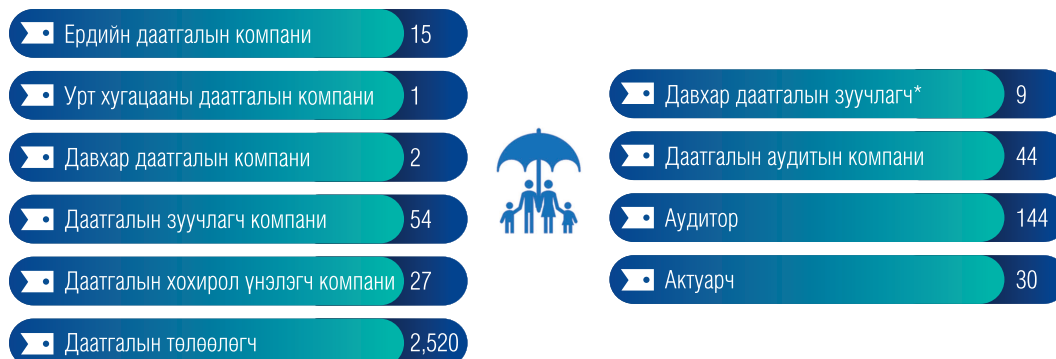 Ердийн даатгалын компани 15
Урт хугацааны даатгалын компани 1
Давхар даатгалын компани 2
Даатгалын зуучлагч компани 54
Даатгалын хохирол үнэлэгч компани 27
Даатгалын төлөөлөгч 2,520
Давхар даатгалын зуучлагч* 9
Даатгалын аудитын компани 44
Аудитор 144
Актуарч 30